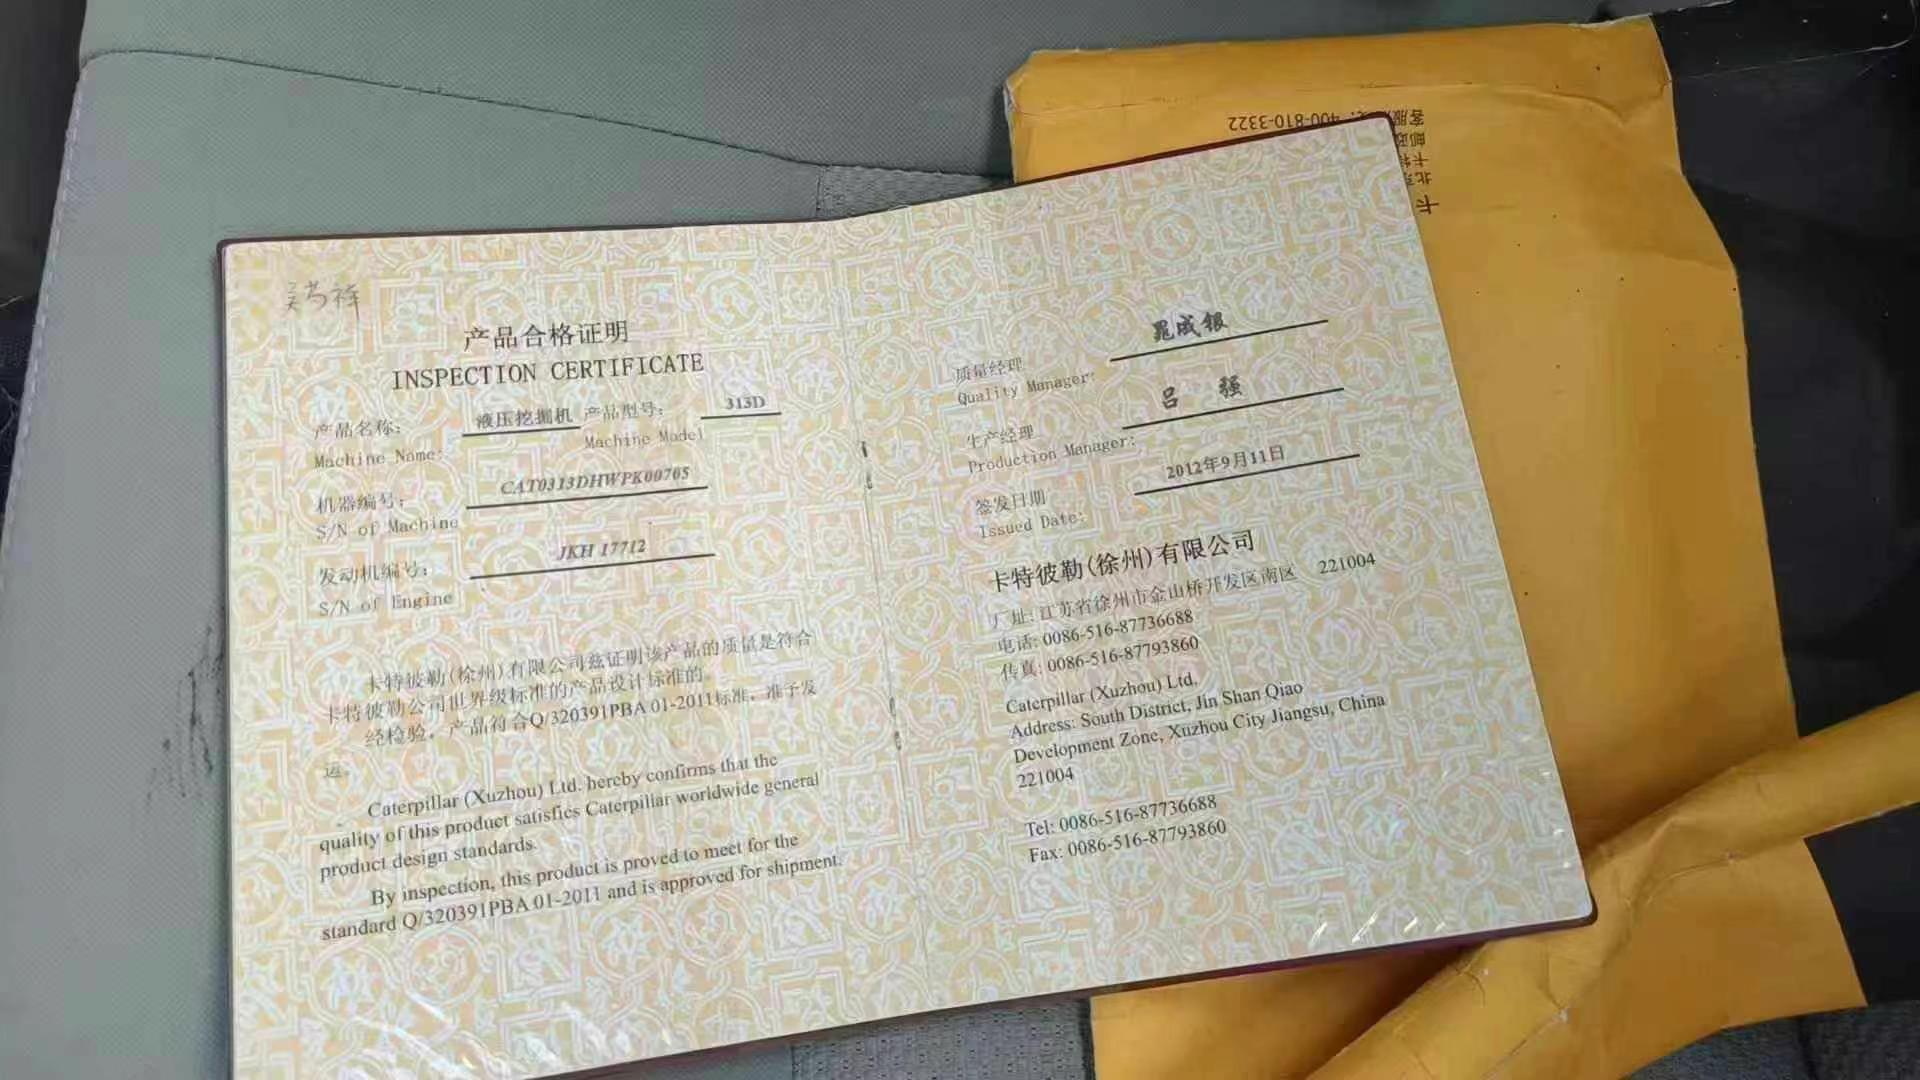 产品合格证明
INSPECTION CERTIFICATE
产品名称: 液压挖掘机 产品型号: 313D
Machine Name: Machine Model
机器编号: CAT0313DHWPK00705
S/N of Machine
发动机编号: JKH 17712
S/N of Engine
卡特彼勒(徐州)有限公司兹证明该产品的质量是符合
卡特彼勒公司世界级标准的产品设计标准的。
经检验，产品符合Q/320391PBA 01-2011标准，准予发
运。
Caterpillar (Xuzhou) Ltd. hereby confirms that the
quality of this product satisfies Caterpillar worldwide general
product design standards.
By inspection, this product is proved to meet for the
standard Q/320391PBA 01-2011 and is approved for shipment.
质量经理 晁成银
Quality Manager:
生产经理 吕 强
Production Manager:
签发日期 2012年9月11日
Issued Date:
卡特彼勒(徐州)有限公司
厂址: 江苏省徐州市金山桥开发区南区 221004
电话: 0086-516-87736688
传真: 0086-516-87793860
Caterpillar (Xuzhou) Ltd.
Address: South District, Jin Shan Qiao
Development Zone, Xuzhou City Jiangsu, China
221004
Tel: 0086-516-87736688
Fax: 0086-516-87793860
400-810-3322